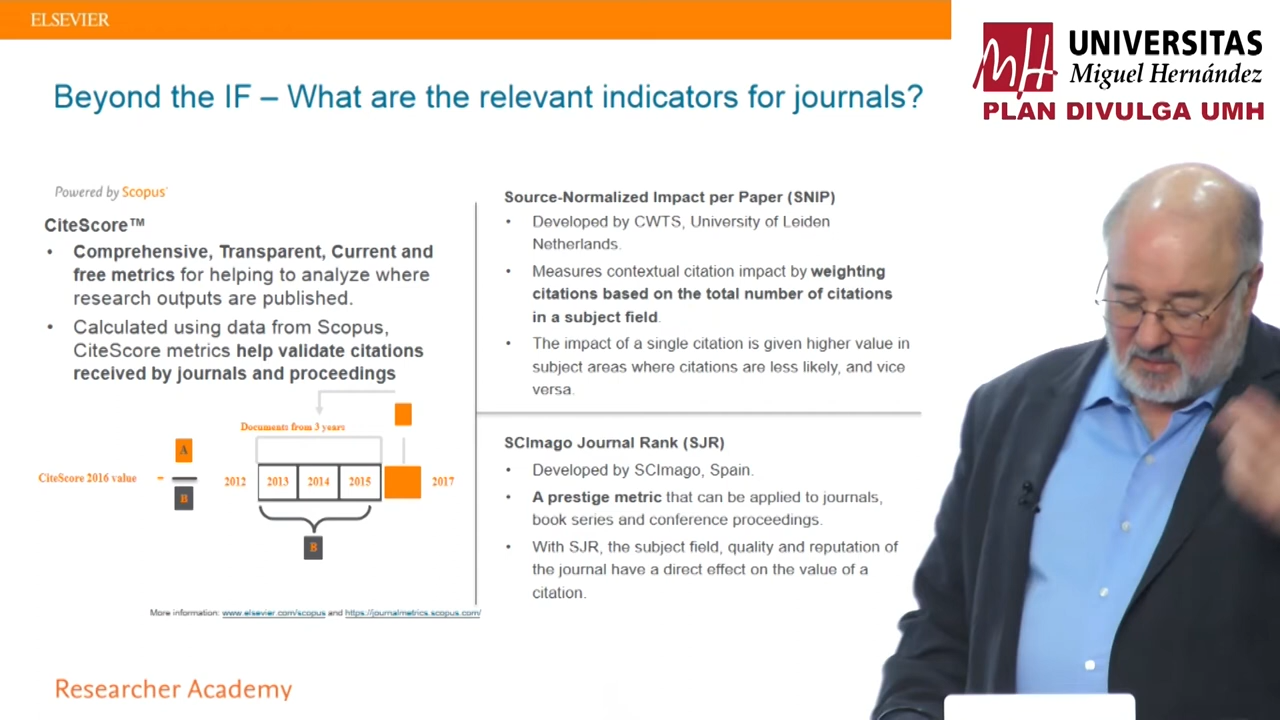 ELSEVIER
UNIVERSITAS
Miguel Hernández
PLAN DIVULGA UMH
Beyond the IF – What are the relevant indicators for journals?
Powered by Scopus
CiteScore™
• Comprehensive, Transparent, Current and
free metrics for helping to analyze where
research outputs are published.
• Calculated using data from Scopus,
CiteScore metrics help validate citations
received by journals and proceedings
Documents from 3 years
CiteScore 2016 value = A
B
2012 2013 2014 2015 2017
B
More information: www.elsevier.com/scopus and https://journalmetrics.scopus.com/
Source-Normalized Impact per Paper (SNIP)
• Developed by CWTS, University of Leiden
Netherlands.
• Measures contextual citation impact by weighting
citations based on the total number of citations
in a subject field.
• The impact of a single citation is given higher value in
subject areas where citations are less likely, and vice
versa.
SCImago Journal Rank (SJR)
• Developed by SCImago, Spain.
• A prestige metric that can be applied to journals,
book series and conference proceedings.
• With SJR, the subject field, quality and reputation of
the journal have a direct effect on the value of a
citation.
Researcher Academy